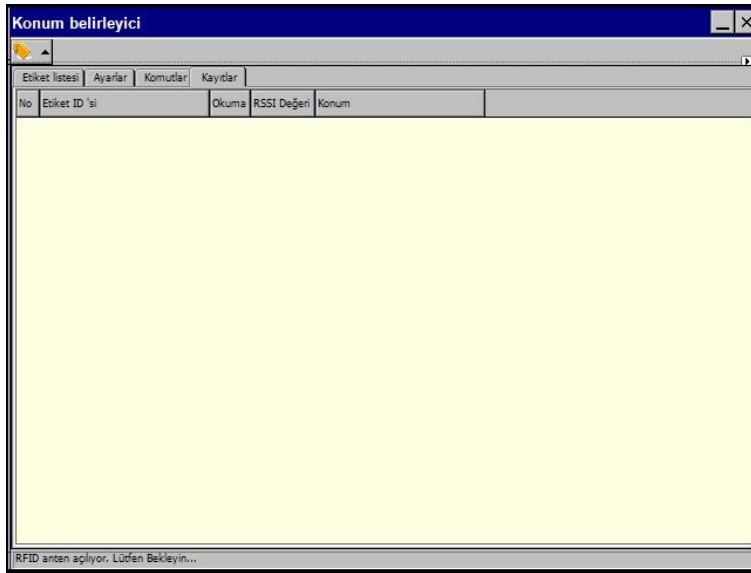 Konum belirleyici
Etiket listesi Ayarlar Komutlar Kayıtlar
No Etiket ID 'si Okuma RSSI Değeri Konum
RFID anten açılıyor. Lütfen Bekleyin...